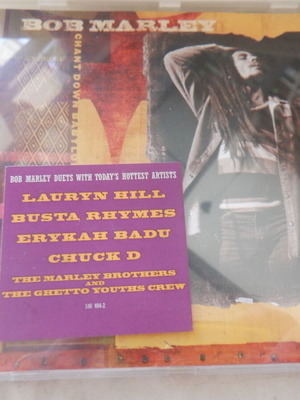 BOB MARLEY
CHANT DOWN BABYLON
BOB MARLEY DUETS WITH TODAY'S HOTTEST ARTISTS
LAURYN HILL
BUSTA RHYMES
ERYKAH BADU
CHUCK D
THE MARLEY BROTHERS
AND
THE GHETTO YOUTHS CREW